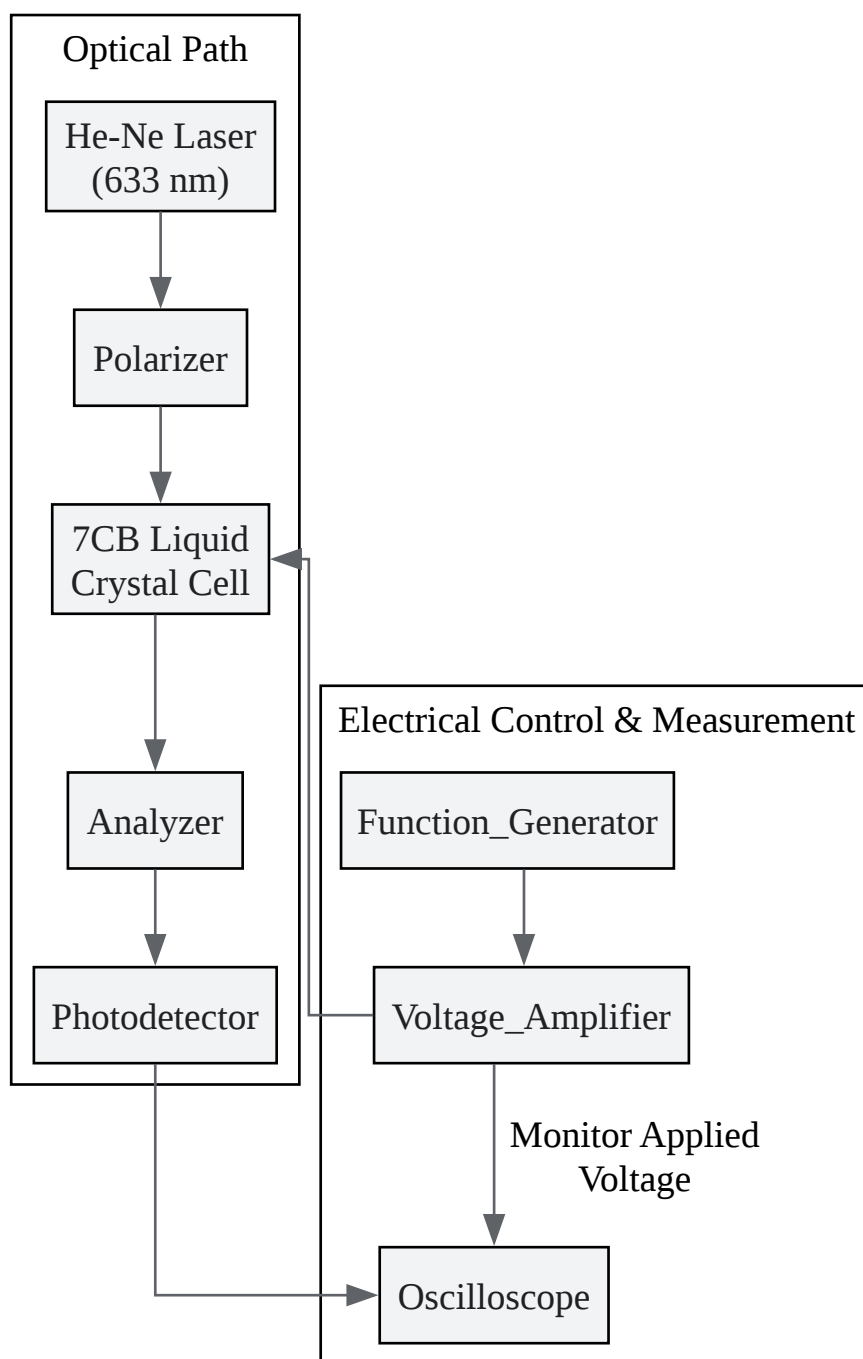 Optical Path
He-Ne Laser
(633 nm)
Polarizer
7CB Liquid
Crystal Cell
Electrical Control & Measurement
Analyzer
Function_Generator
Photodetector
Voltage_Amplifier
Monitor Applied
Voltage
Oscilloscope